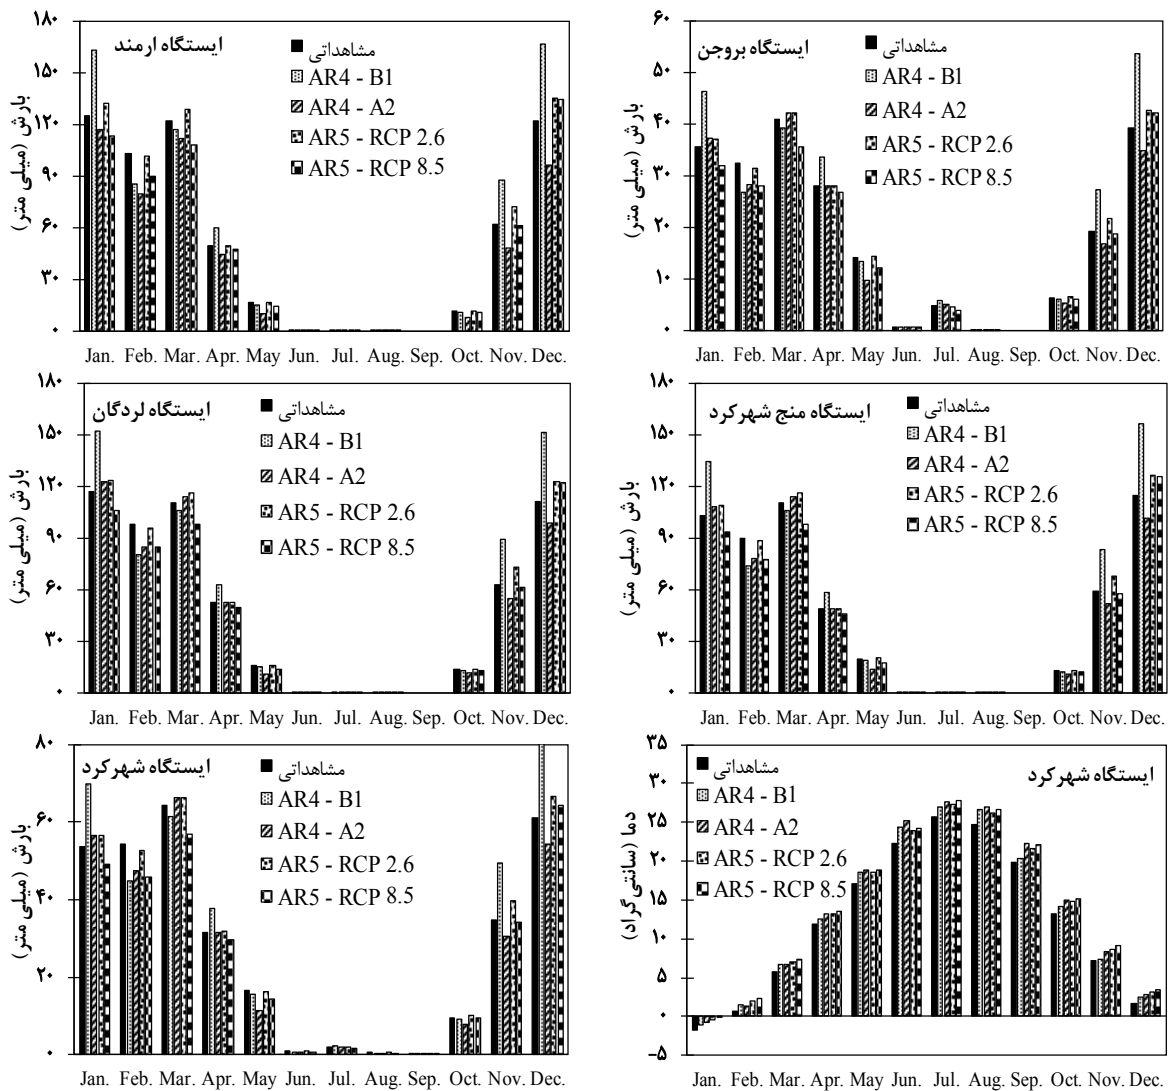 ایستگاه ارمند
مشاهداتی
AR4 - B1
AR4 - A2
AR5 - RCP 2.6
AR5 - RCP 8.5
بارش (میلی متر)
۱۸۰
۱۵۰
۱۲۰
۹۰
۶۰
۳۰
۰
Jan. Feb. Mar. Apr. May Jun. Jul. Aug. Sep. Oct. Nov. Dec.
ایستگاه بروجن
مشاهداتی
AR4 - B1
AR4 - A2
AR5 - RCP 2.6
AR5 - RCP 8.5
بارش (میلی متر)
۶۰
۵۰
۴۰
۳۰
۲۰
۱۰
۰
Jan. Feb. Mar. Apr. May Jun. Jul. Aug. Sep. Oct. Nov. Dec.
ایستگاه لردگان
مشاهداتی
AR4 - B1
AR4 - A2
AR5 - RCP 2.6
AR5 - RCP 8.5
بارش (میلی متر)
۱۸۰
۱۵۰
۱۲۰
۹۰
۶۰
۳۰
۰
Jan. Feb. Mar. Apr. May Jun. Jul. Aug. Sep. Oct. Nov. Dec.
ایستگاه منج شهرکرد
مشاهداتی
AR4 - B1
AR4 - A2
AR5 - RCP 2.6
AR5 - RCP 8.5
بارش (میلی متر)
۱۸۰
۱۵۰
۱۲۰
۹۰
۶۰
۳۰
۰
Jan. Feb. Mar. Apr. May Jun. Jul. Aug. Sep. Oct. Nov. Dec.
ایستگاه شهرکرد
مشاهداتی
AR4 - B1
AR4 - A2
AR5 - RCP 2.6
AR5 - RCP 8.5
بارش (میلی متر)
۸۰
۶۰
۴۰
۲۰
۰
Jan. Feb. Mar. Apr. May Jun. Jul. Aug. Sep. Oct. Nov. Dec.
ایستگاه شهرکرد
مشاهداتی
AR4 - B1
AR4 - A2
AR5 - RCP 2.6
AR5 - RCP 8.5
دما (سانتی گراد)
۳۵
۳۰
۲۵
۲۰
۱۵
۱۰
۵
۰
-۵
Jan. Feb. Mar. Apr. May Jun. Jul. Aug. Sep. Oct. Nov. Dec.